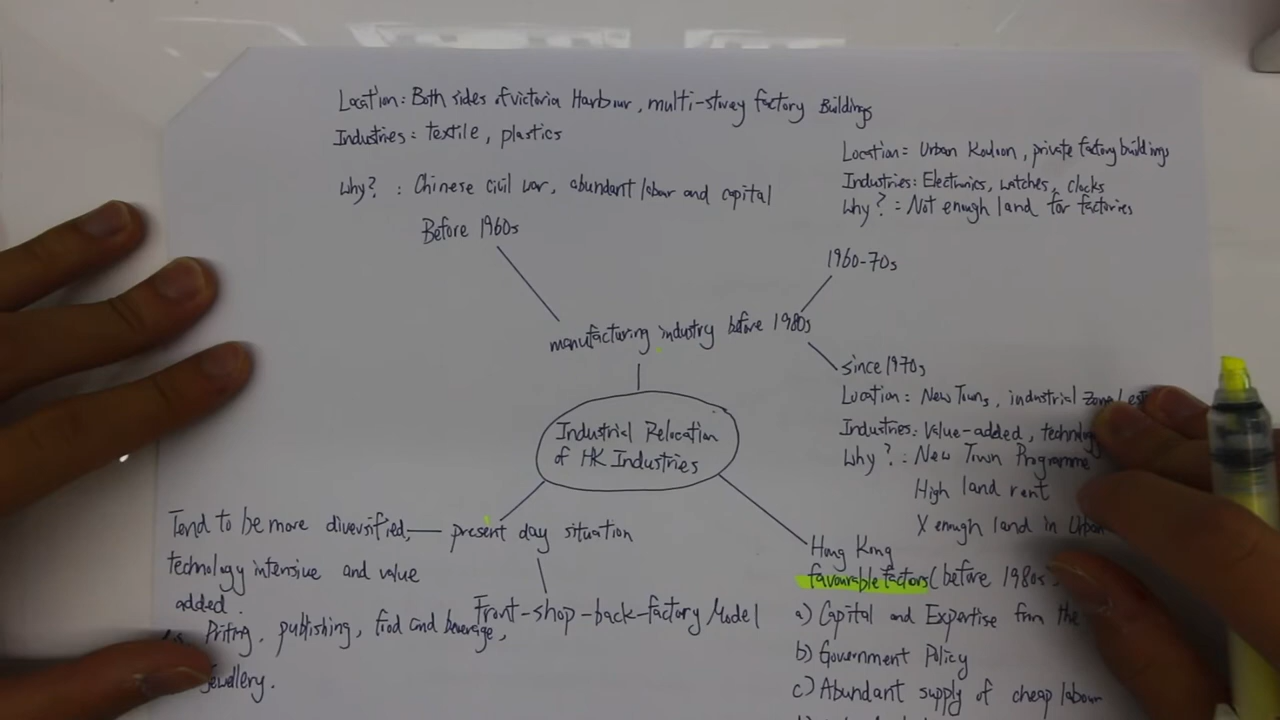 Location: Both sides of victoria Harbour, multi-storey factory Buildings
Industries: textile, plastics
Why? : Chinese civil war, abundant labor and capital
Before 1960s
Location: Urban Kowloon, private factory buildings
Industries: Electronics, watches, clocks
Why? : Not enough land for factories
1960-70s
manufacturing industry before 1980s
since 1970s
Location: New Towns, industrial
Industries: Value-added,
Why? : New Town Programme
High land rent
X enough land in Urban
Industrial Relocation
of HK Industries
present day situation
Tend to be more diversified,
technology intensive and value
added.
Priting, publishing, food and beverage,
Jewellery.
Front-shop-back-factory Model
Hong Kong
favourable factors (before 1980s
a) Capital and Expertise from the
b) Government Policy
c) Abundant supply of cheap labour